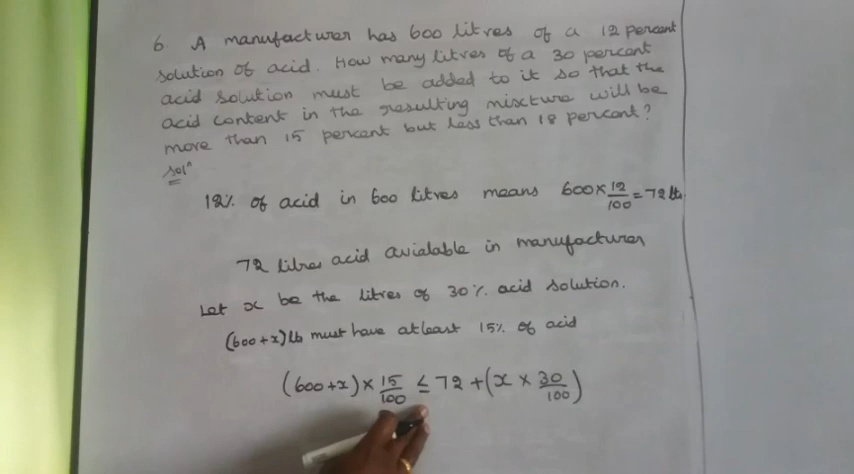 6 A manufacturer has 600 litres of a 12 percent
solution of acid. How many litres of a 30 percent
acid solution must be added to it so that the
acid content in the resulting mixture will be
more than 15 percent but less than 18 percent?
Solⁿ
12% of acid in 600 litres means 600 × 12/100 = 72 lts.
72 litres acid avialable in manufacturer
Let x be the litres of 30% acid solution.
(600+x) lts must have atleast 15% of acid
(600+x) × 15/100 ≤ 72 + (x × 30/100)